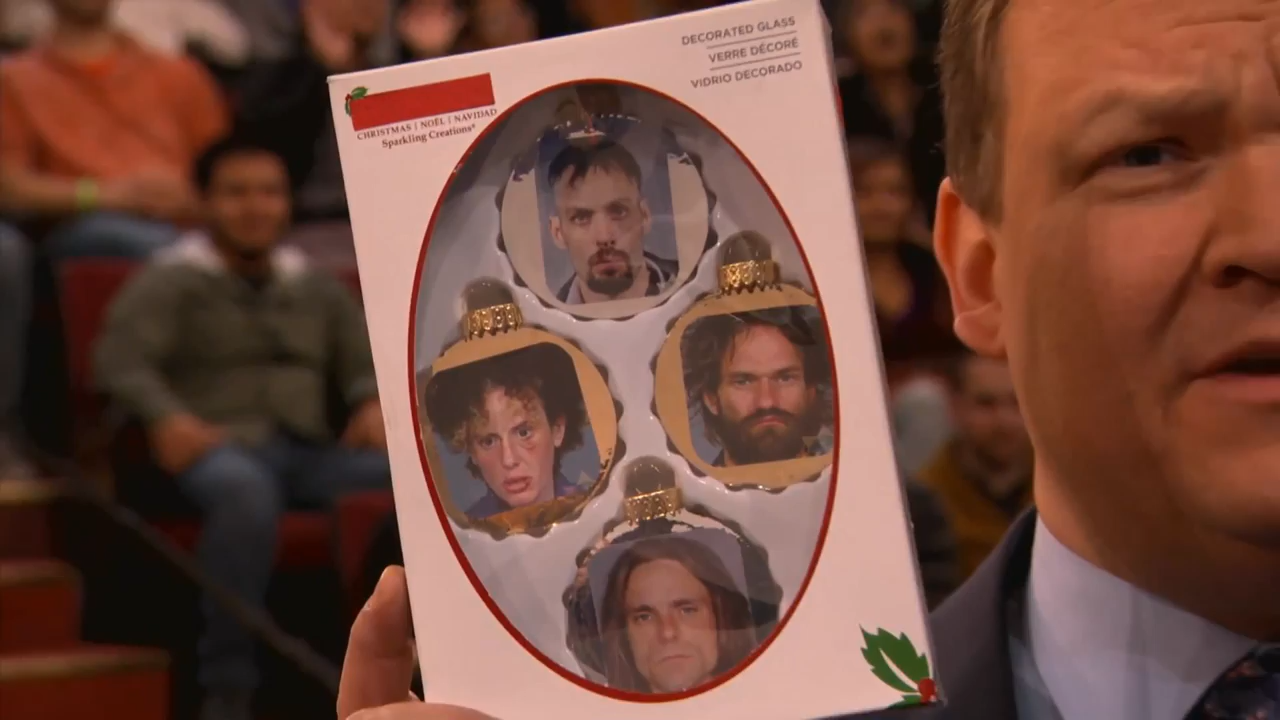 DECORATED GLASS
VERRE DÉCORÉ
VIDRIO DECORADO
CHRISTMAS | NOËL | NAVIDAD
Sparkling Creations®